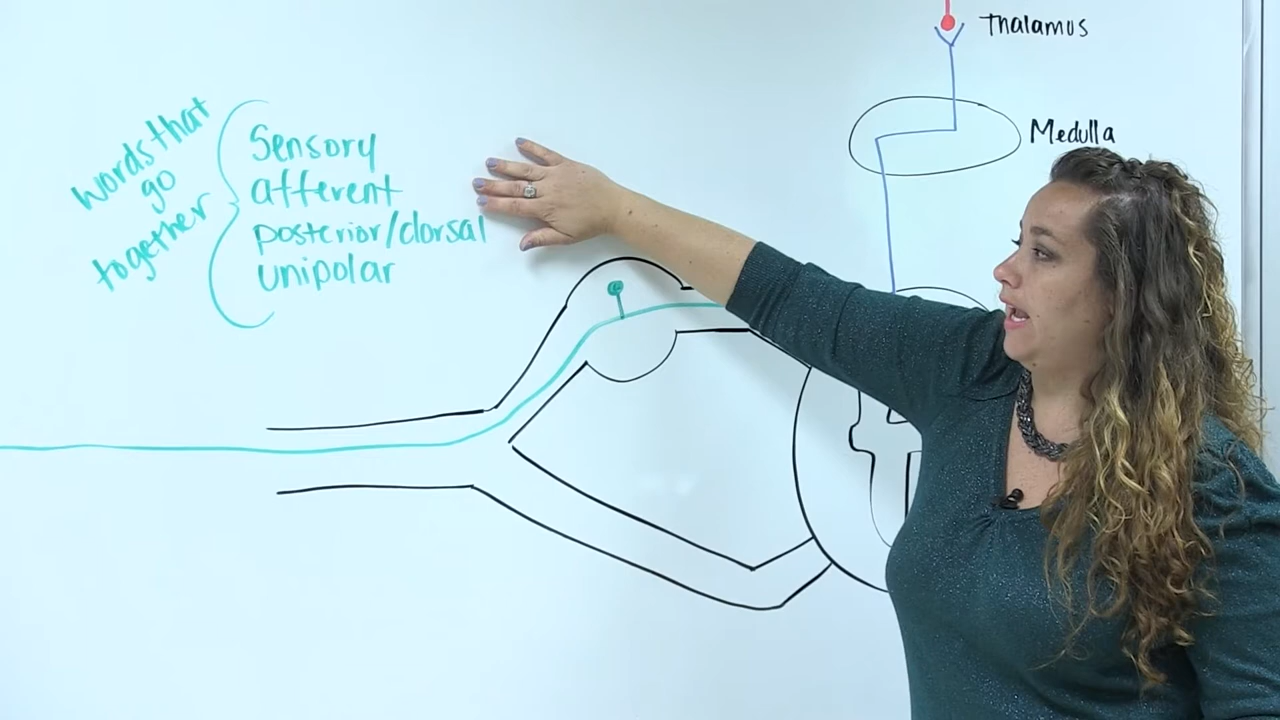 words that
go
together
Sensory
afferent
posterior/dorsal
unipolar
Thalamus
Medulla